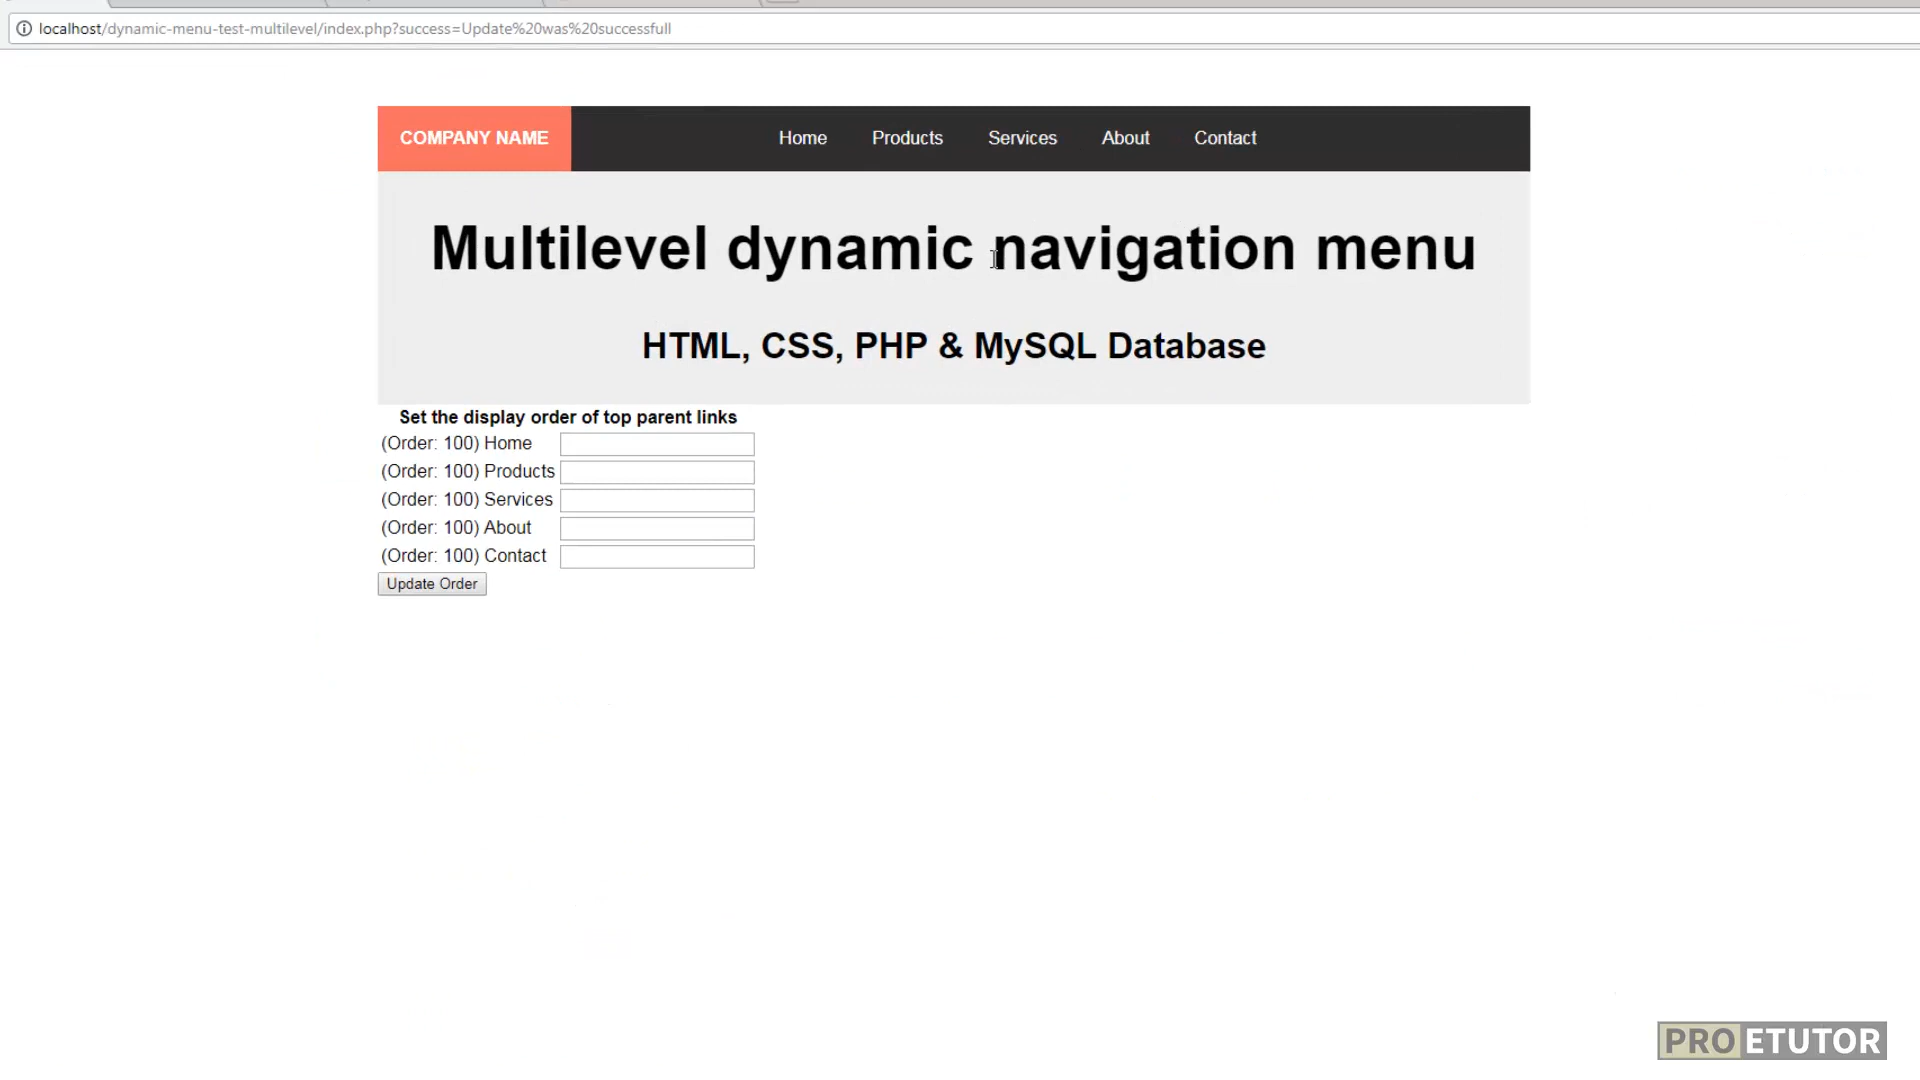 localhost/dynamic-menu-test-multilevel/index.php?success=Update%20was%20successfull
COMPANY NAME Home Products Services About Contact
Multilevel dynamic navigation menu
HTML, CSS, PHP & MySQL Database
Set the display order of top parent links
(Order: 100) Home
(Order: 100) Products
(Order: 100) Services
(Order: 100) About
(Order: 100) Contact
Update Order
PROETUTOR